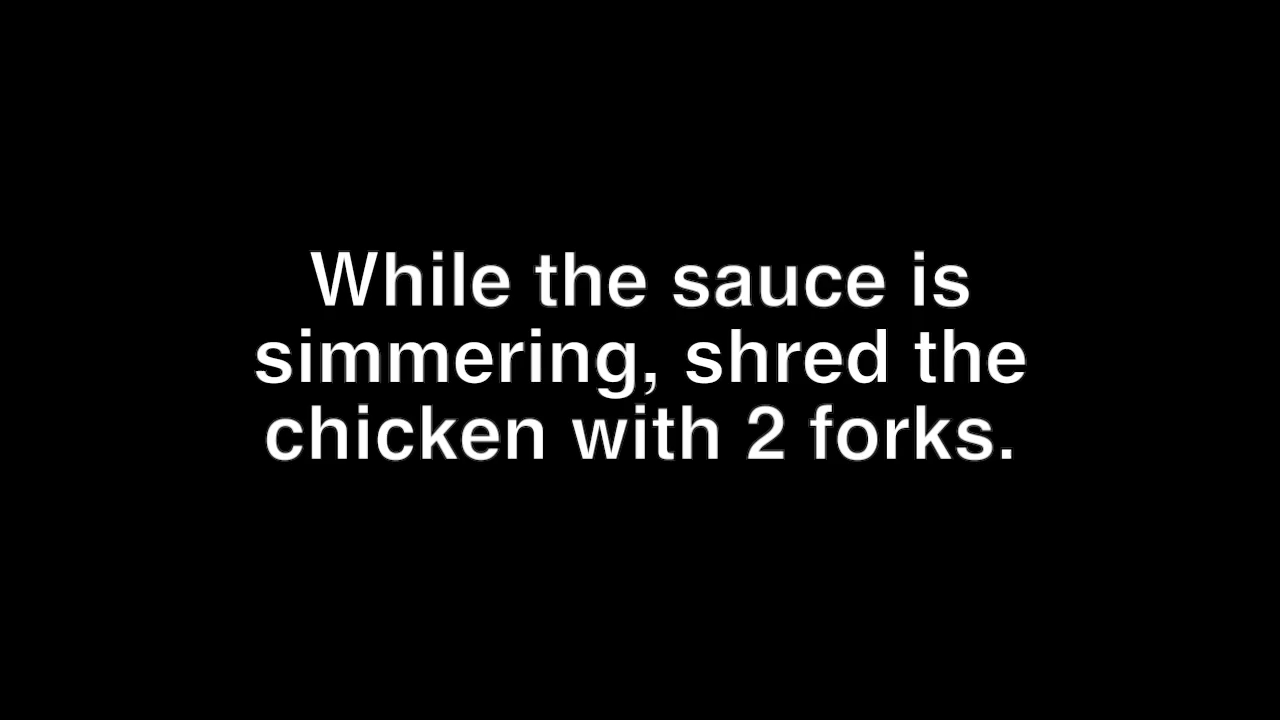 While the sauce is
simmering, shred the
chicken with 2 forks.